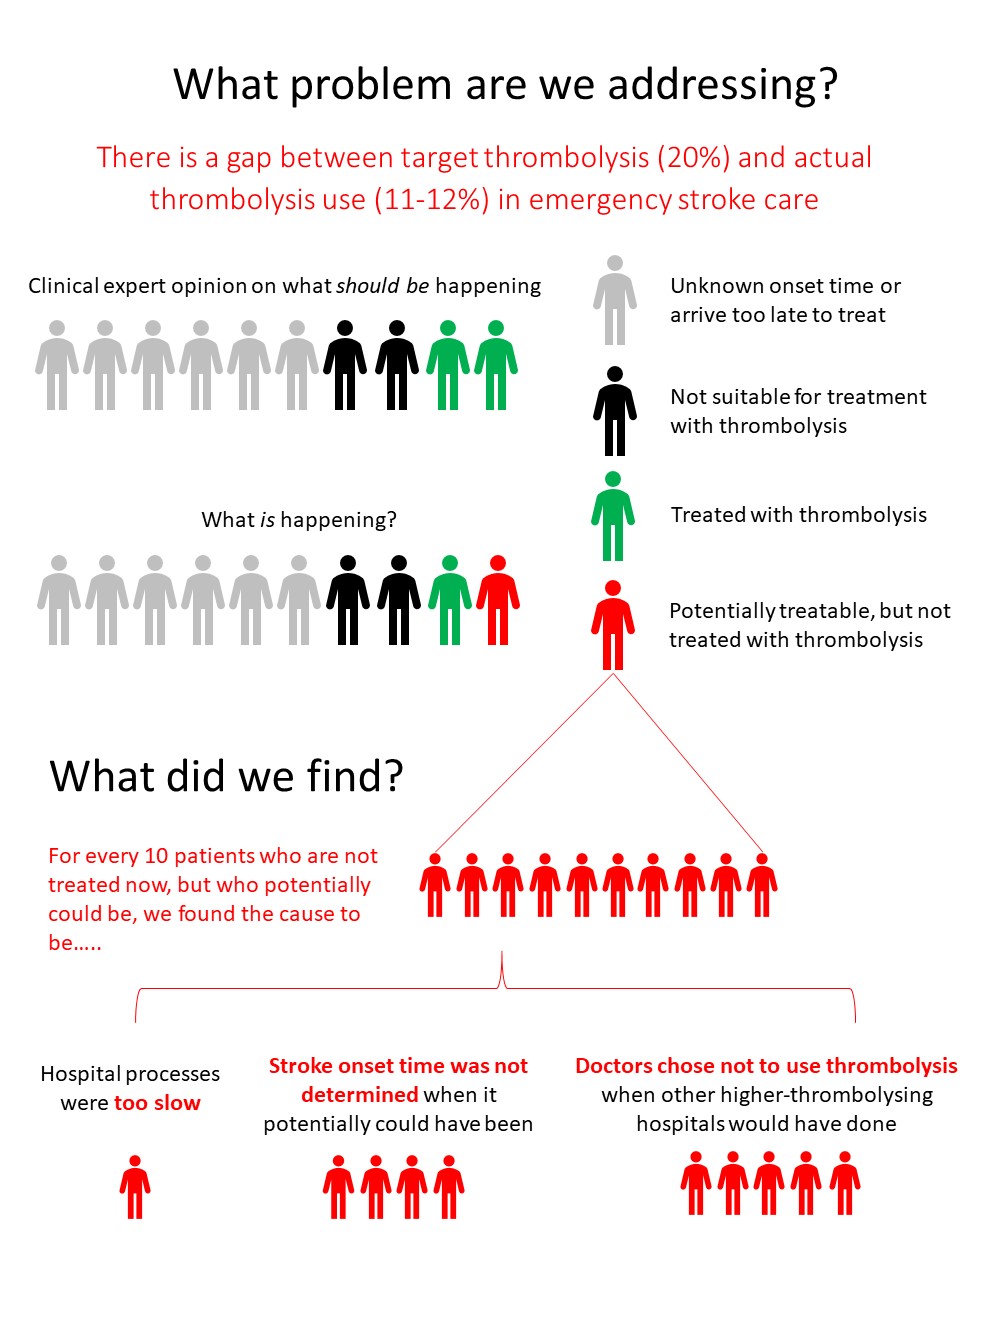 What problem are we addressing?
There is a gap between target thrombolysis (20%) and actual
thrombolysis use (11-12%) in emergency stroke care
Clinical expert opinion on what should be happening
Unknown onset time or
arrive too late to treat
Not suitable for treatment
with thrombolysis
What is happening?
Treated with thrombolysis
Potentially treatable, but not
treated with thrombolysis
What did we find?
For every 10 patients who are not
treated now, but who potentially
could be, we found the cause to
be.....
Hospital processes
were too slow
Stroke onset time was not
determined when it
potentially could have been
Doctors chose not to use thrombolysis
when other higher-thrombolysing
hospitals would have done